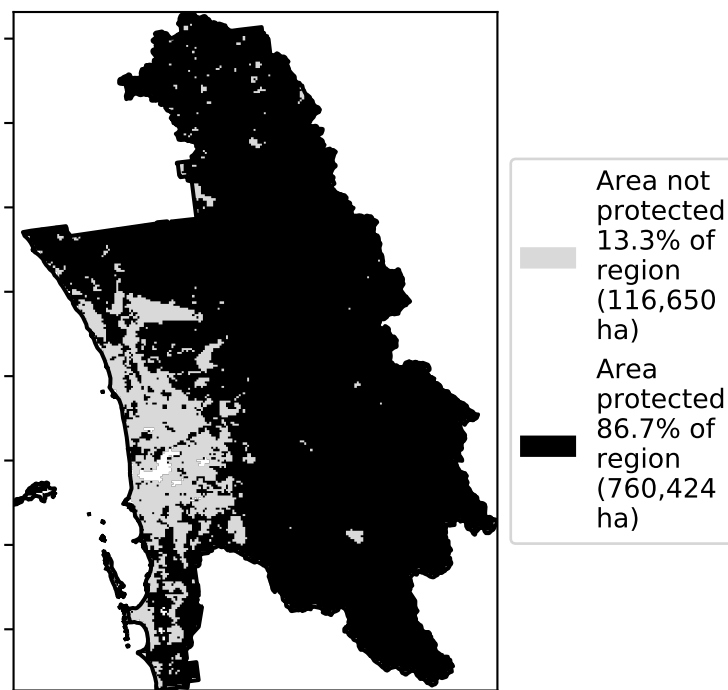 Area not
protected
13.3% of
region
(116,650
ha)
Area
protected
86.7% of
region
(760,424
ha)